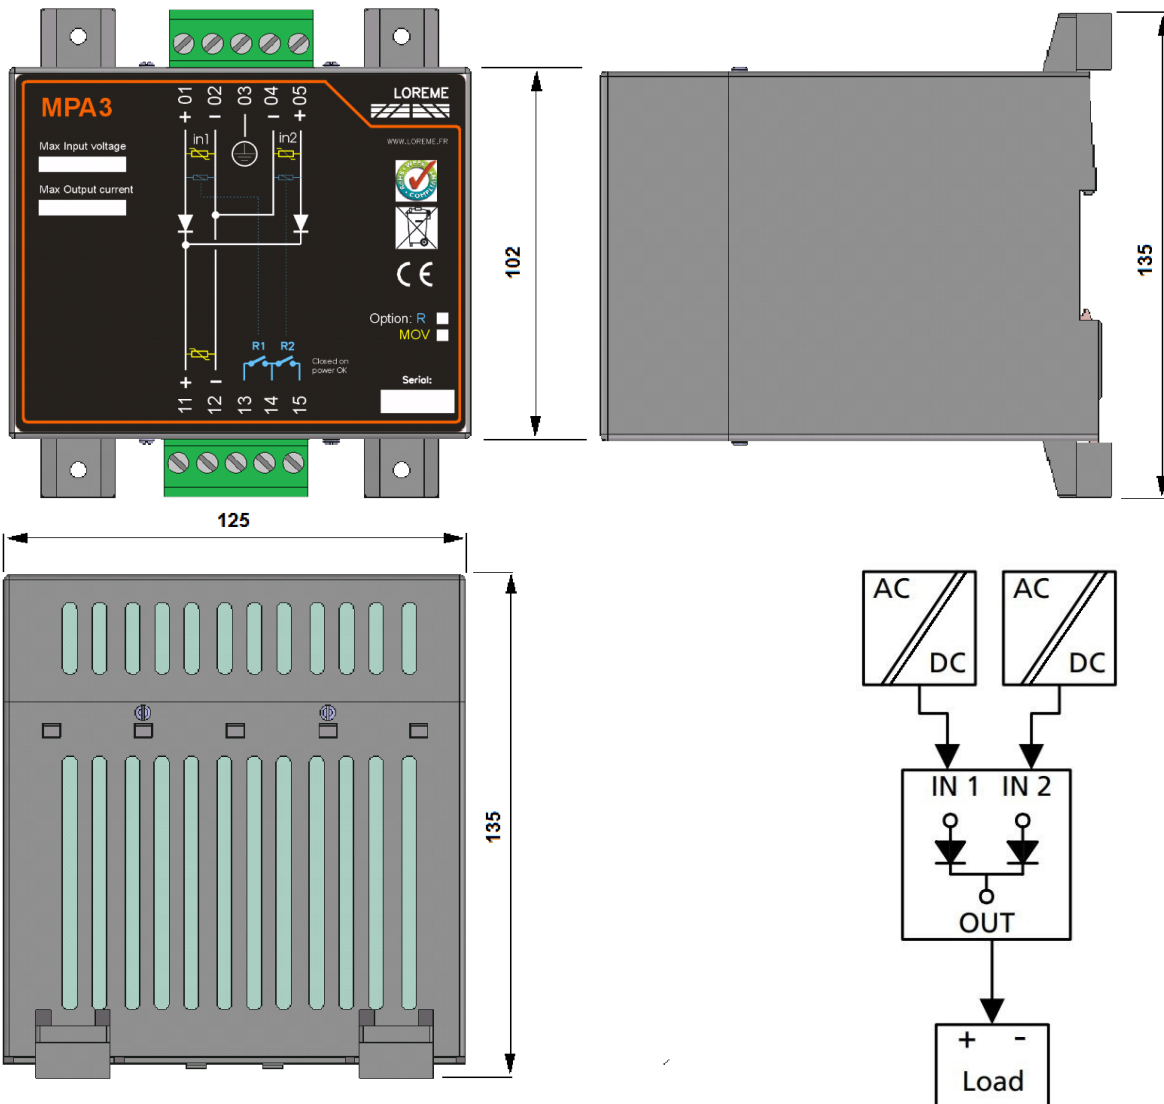 MPA3
+ 01
- 02
03
- 04
+ 05
LOREME
WWW.LOREME.FR
in1
in2
Max Input voltage
Max Output current
RoHS
COMPLIANT
CE
Option: R
MOV
R1 R2
Closed on
power OK
Serial:
11 +
12 -
13
14
15
102
135
125
135
AC
DC
AC
DC
IN 1 IN 2
OUT
+ -
Load